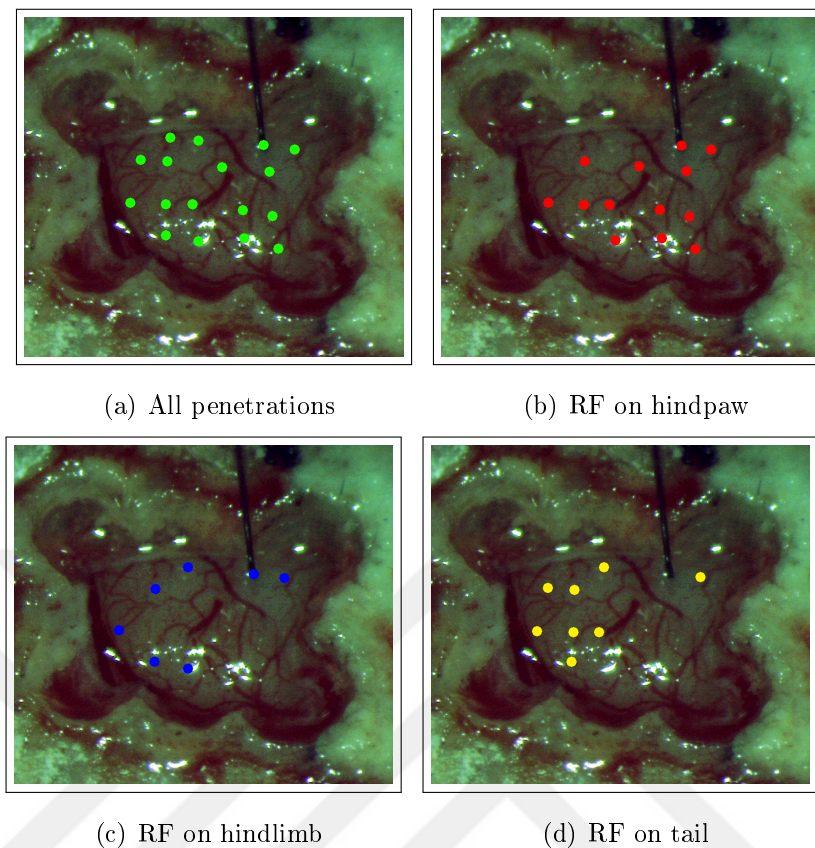 (a) All penetrations
(b) RF on hindpaw
(c) RF on hindlimb
(d) RF on tail